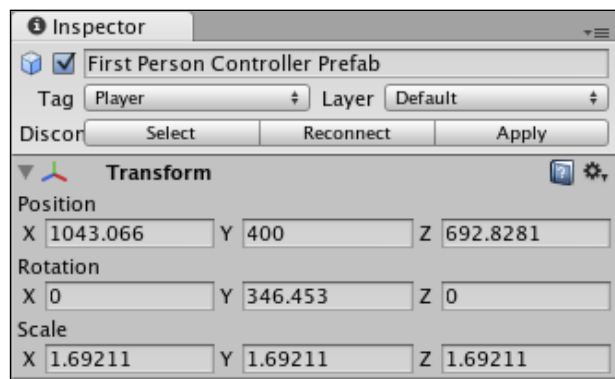 Inspector
First Person Controller Prefab
Tag Player Layer Default
Discor Select Reconnect Apply
Transform
Position
X 1043.066 Y 400 Z 692.8281
Rotation
X 0 Y 346.453 Z 0
Scale
X 1.69211 Y 1.69211 Z 1.69211